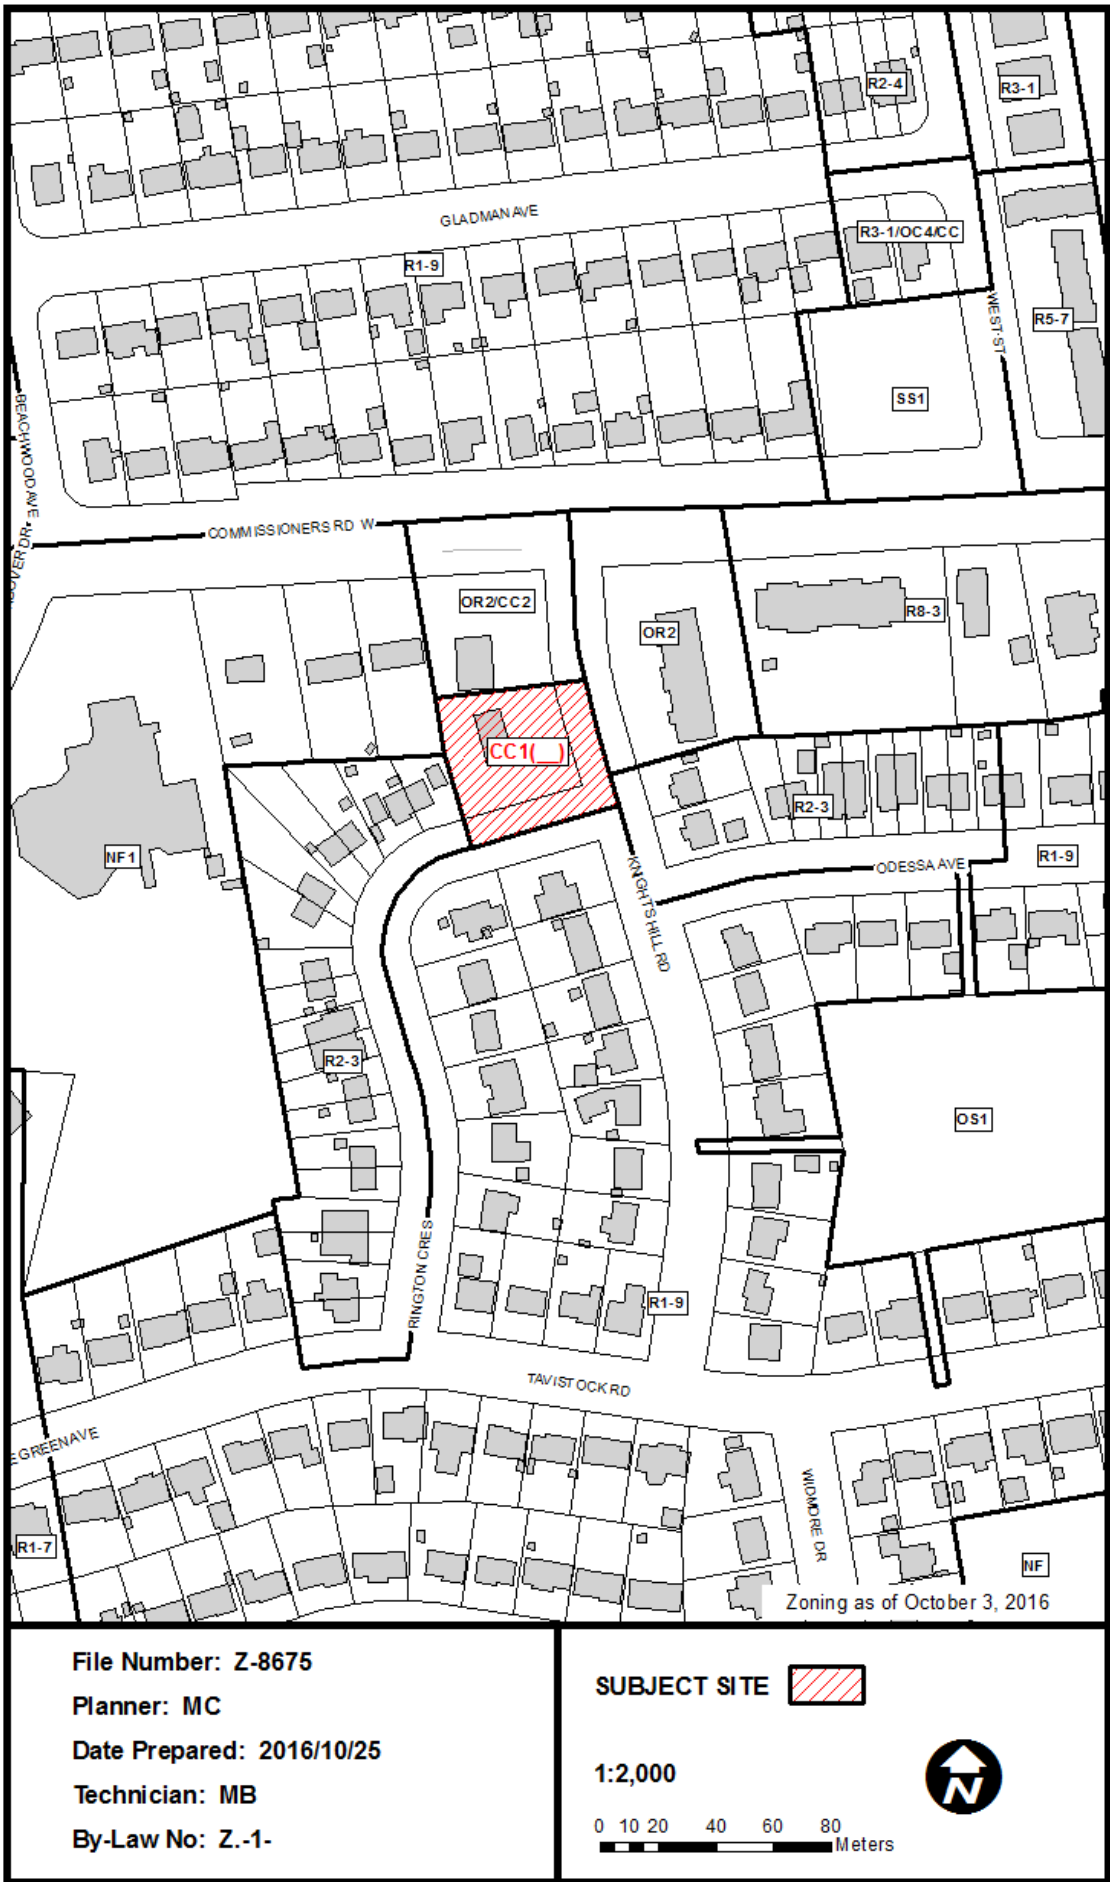 R2-4
R3-1
GLADMAN AVE
R3-1/OC4/CC
R1-9
WEST ST
R5-7
SS1
BEACHWOOD AVE
COMMISSIONERS RD W
OR2/CC2
OR2
R8-3
CC1(__)
R2-3
NF1
R1-9
ODESSA AVE
KNIGHTS HILL RD
R2-3
OS1
RINGTON CRES
R1-9
TAVISTOCK RD
WIDMORE DR
R1-7
NF
Zoning as of October 3, 2016
File Number: Z-8675
Planner: MC
Date Prepared: 2016/10/25
Technician: MB
By-Law No: Z.-1-
SUBJECT SITE
1:2,000
N
0 10 20 40 60 80
Meters